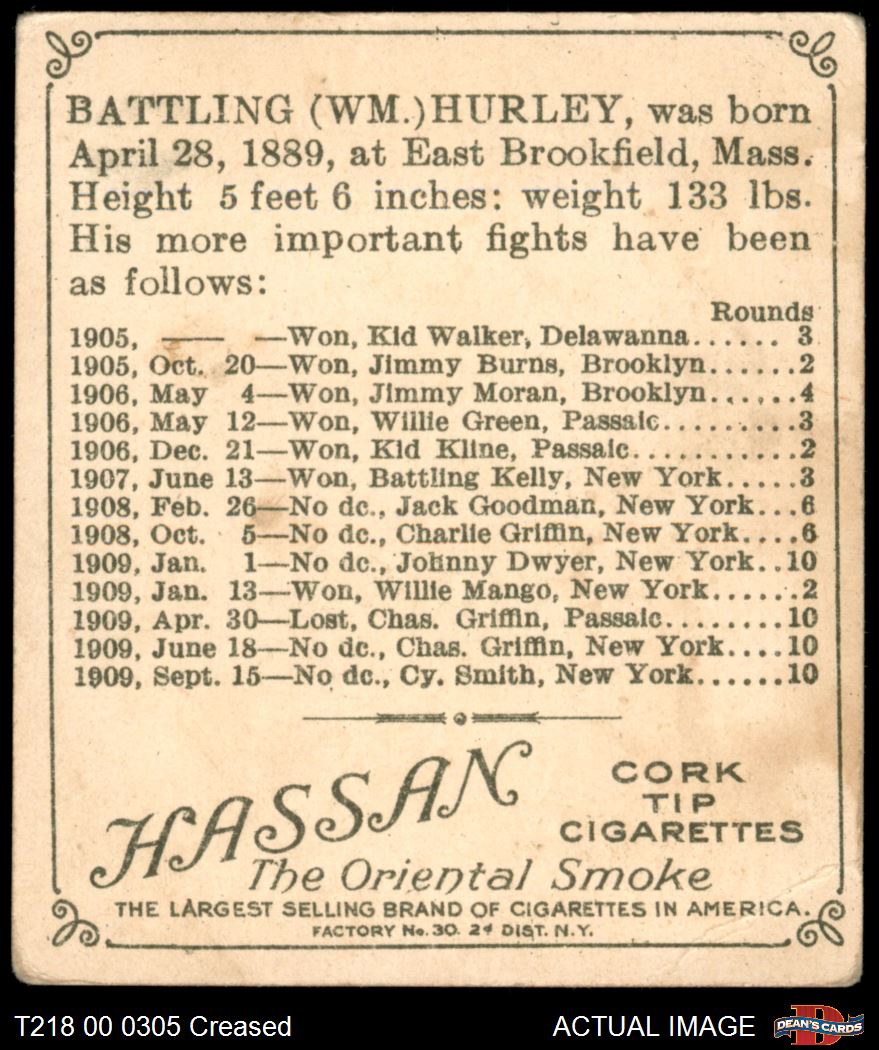 BATTLING (WM.) HURLEY, was born
April 28, 1889, at East Brookfield, Mass.
Height 5 feet 6 inches: weight 133 lbs.
His more important fights have been
as follows:
Rounds
1905, —— —Won, Kid Walker, Delawanna...... 3
1905, Oct. 20—Won, Jimmy Burns, Brooklyn......2
1906, May 4—Won, Jimmy Moran, Brooklyn......4
1906, May 12—Won, Willie Green, Passaic.........3
1906, Dec. 21—Won, Kid Kline, Passaic............2
1907, June 13—Won, Battling Kelly, New York.....3
1908, Feb. 26—No dc., Jack Goodman, New York...6
1908, Oct. 5—No dc., Charlie Griffin, New York....6
1909, Jan. 1—No dc., Johnny Dwyer, New York..10
1909, Jan. 13—Won, Willie Mango, New York......2
1909, Apr. 30—Lost, Chas. Griffin, Passaic........10
1909, June 18—No dc., Chas. Griffin, New York....10
1909, Sept. 15—No dc., Cy. Smith, New York......10
HASSAN
CORK
TIP
CIGARETTES
The Oriental Smoke
THE LARGEST SELLING BRAND OF CIGARETTES IN AMERICA.
FACTORY No. 30. 2d DIST. N.Y.
T218 00 0305 Creased
ACTUAL IMAGE
DEAN'S CARDS